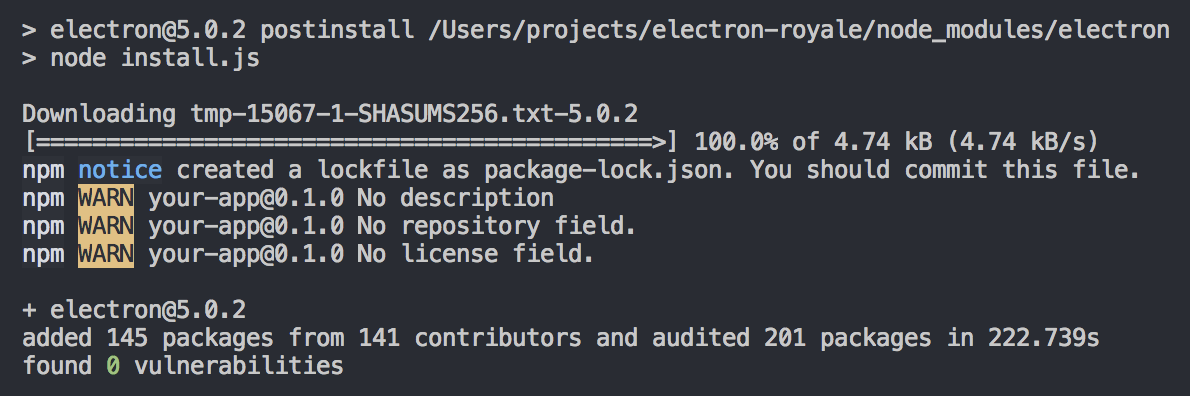 > electron@5.0.2 postinstall /Users/projects/electron-royale/node_modules/electron
> node install.js
Downloading tmp-15067-1-SHASUMS256.txt-5.0.2
[============================================>] 100.0% of 4.74 kB (4.74 kB/s)
npm notice created a lockfile as package-lock.json. You should commit this file.
npm WARN your-app@0.1.0 No description
npm WARN your-app@0.1.0 No repository field.
npm WARN your-app@0.1.0 No license field.
+ electron@5.0.2
added 145 packages from 141 contributors and audited 201 packages in 222.739s
found 0 vulnerabilities